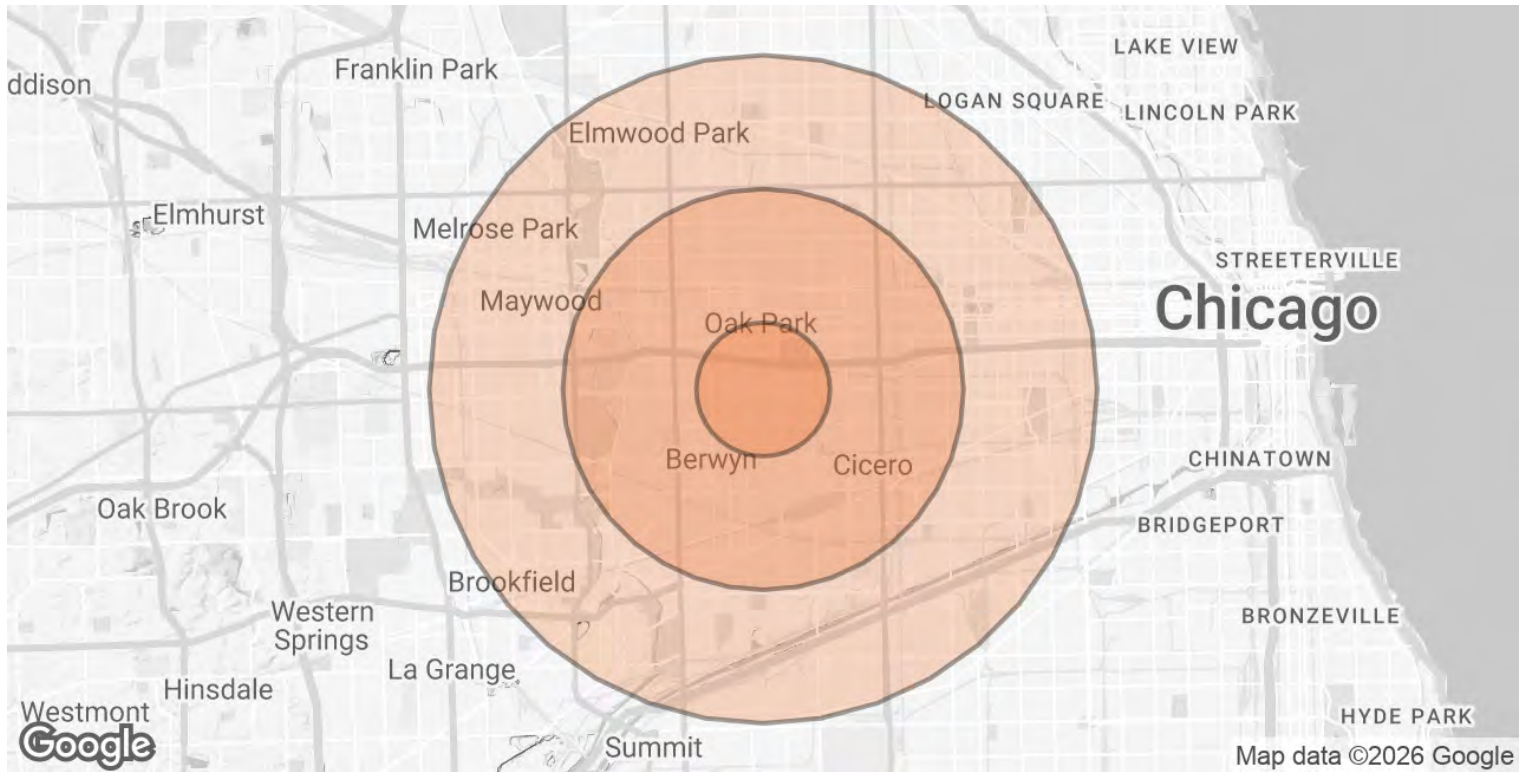 LAKE VIEW
Franklin Park
ddison
LOGAN SQUARE
LINCOLN PARK
Elmwood Park
Elmhurst
Melrose Park
STREETERVILLE
Maywood
Chicago
Oak Park
Berwyn
Cicero
CHINATOWN
Oak Brook
BRIDGEPORT
Brookfield
Western
Springs
BRONZEVILLE
La Grange
Hinsdale
Westmont
HYDE PARK
Google
Summit
Map data ©2026 Google